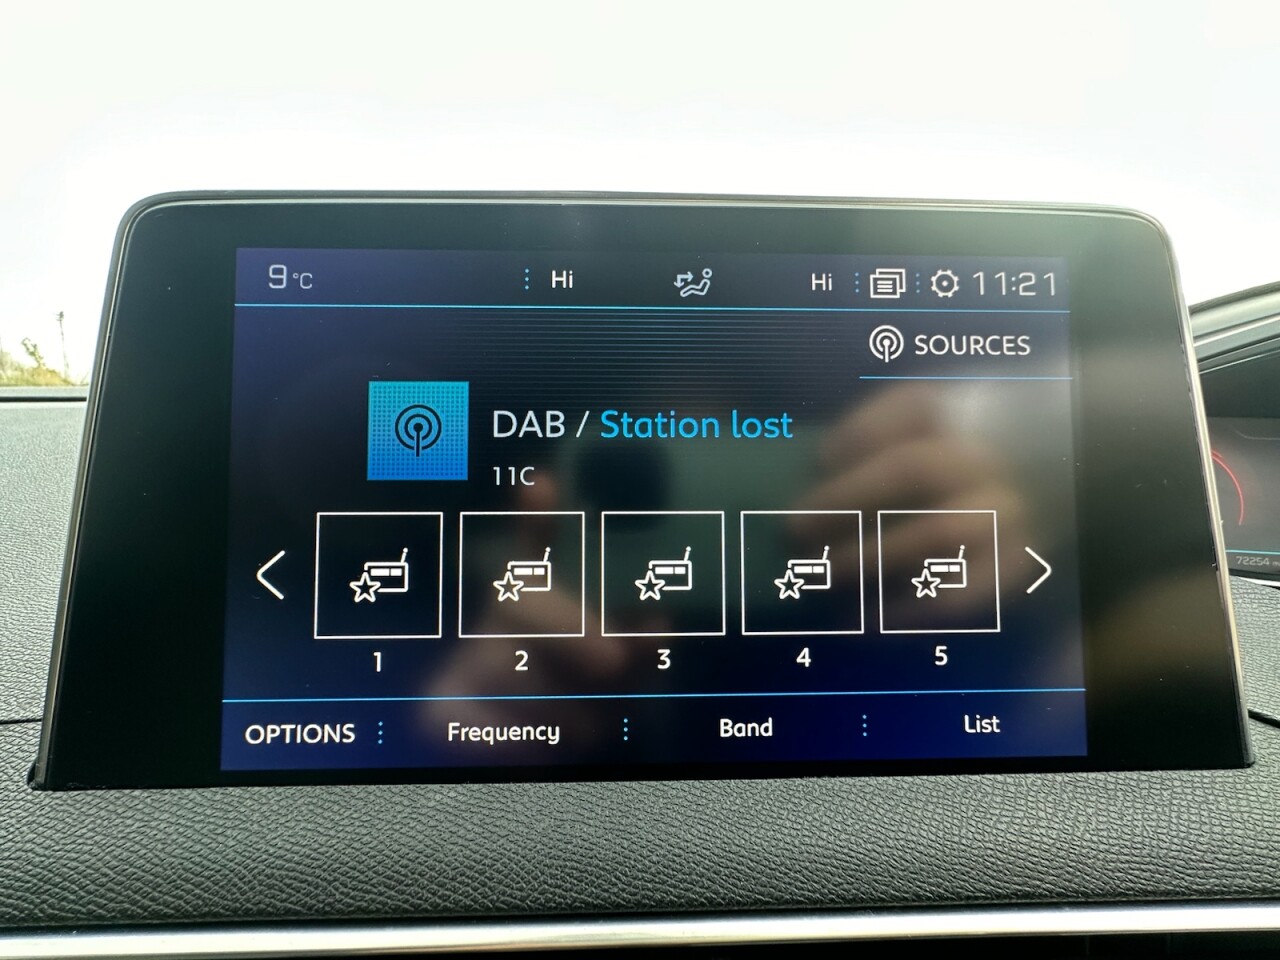 9 °C Hi Hi 11:21
SOURCES
DAB / Station lost
11C
1 2 3 4 5
OPTIONS Frequency Band List
72254